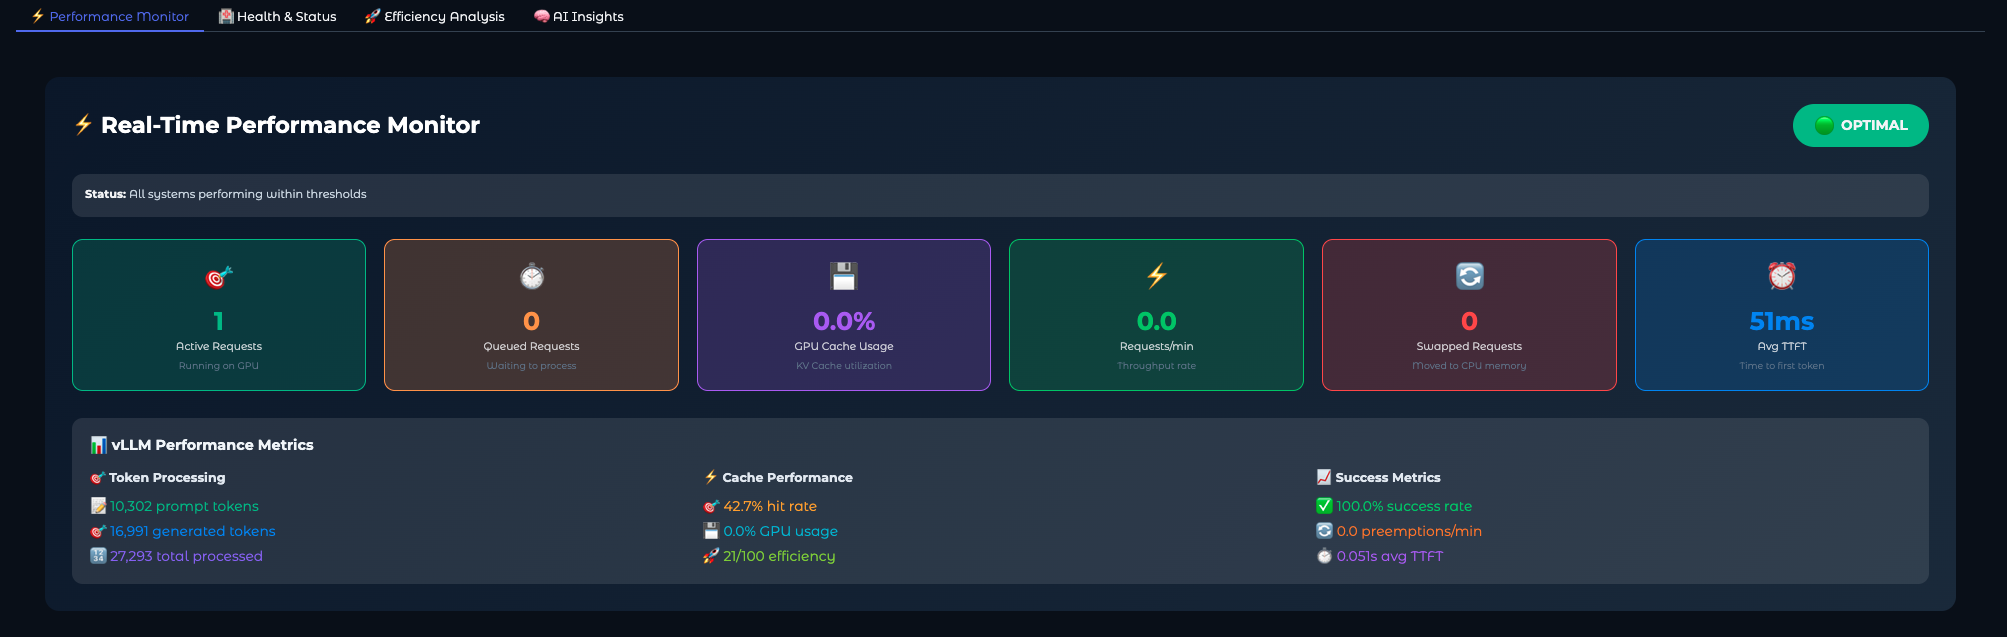 Performance Monitor
Health & Status
Efficiency Analysis
AI Insights
Real-Time Performance Monitor
OPTIMAL
Status: All systems performing within thresholds
1
Active Requests
Running on GPU
0
Queued Requests
Waiting to process
0.0%
GPU Cache Usage
KV Cache utilization
0.0
Requests/min
Throughput rate
0
Swapped Requests
Moved to CPU memory
51ms
Avg TTFT
Time to first token
vLLM Performance Metrics
Token Processing
10,302 prompt tokens
16,991 generated tokens
27,293 total processed
Cache Performance
42.7% hit rate
0.0% GPU usage
21/100 efficiency
Success Metrics
100.0% success rate
0.0 preemptions/min
0.051s avg TTFT